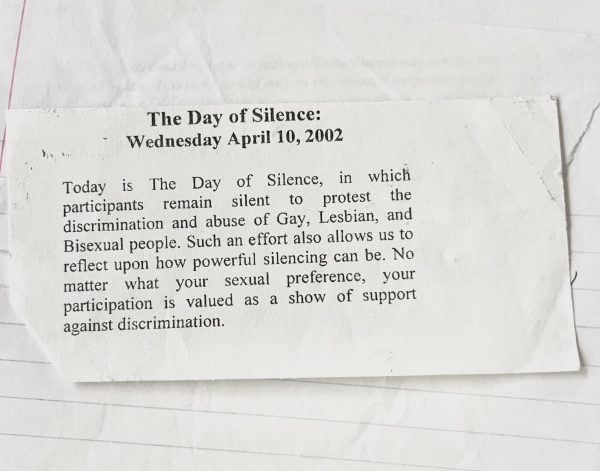 The Day of Silence:
Wednesday April 10, 2002
Today is The Day of Silence, in which
participants remain silent to protest the
discrimination and abuse of Gay, Lesbian, and
Bisexual people. Such an effort also allows us to
reflect upon how powerful silencing can be. No
matter what your sexual preference, your
participation is valued as a show of support
against discrimination.